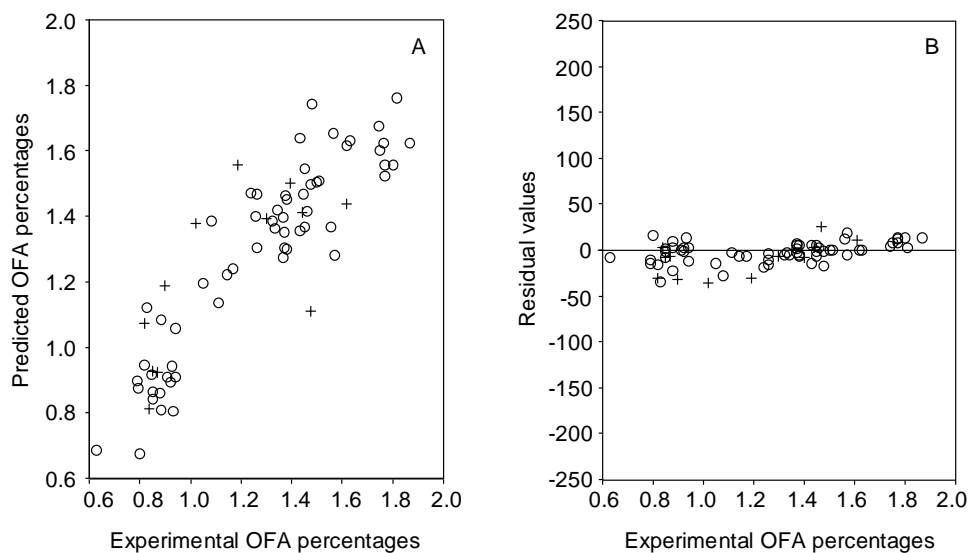 A
Predicted OFA percentages
2.0
1.8
1.6
1.4
1.2
1.0
0.8
0.6
0.6 0.8 1.0 1.2 1.4 1.6 1.8 2.0
Experimental OFA percentages
B
Residual values
250
200
150
100
50
0
-50
-100
-150
-200
-250
0.6 0.8 1.0 1.2 1.4 1.6 1.8 2.0
Experimental OFA percentages